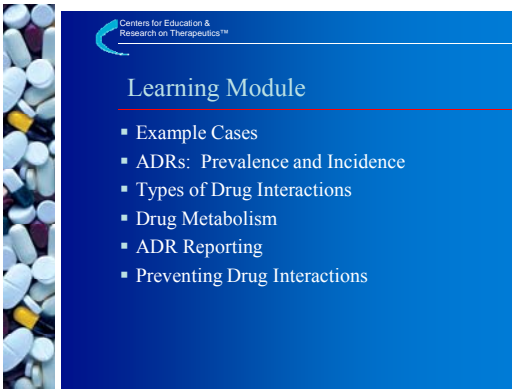 Centers for Education &
Research on Therapeutics™
Learning Module
▪ Example Cases
▪ ADRs: Prevalence and Incidence
▪ Types of Drug Interactions
▪ Drug Metabolism
▪ ADR Reporting
▪ Preventing Drug Interactions